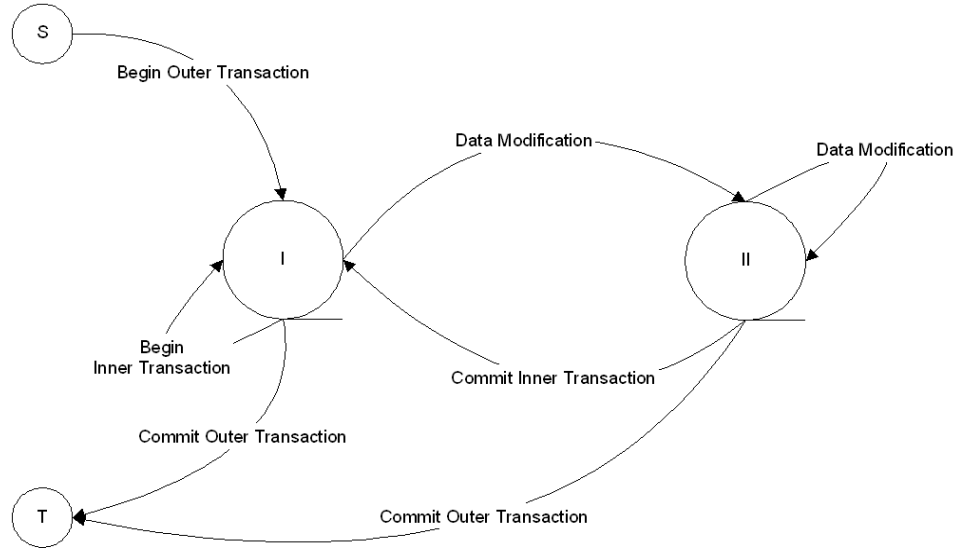 S
Begin Outer Transaction
Data Modification
Data Modification
I
II
Begin
Inner Transaction
Commit Inner Transaction
Commit Outer Transaction
T
Commit Outer Transaction